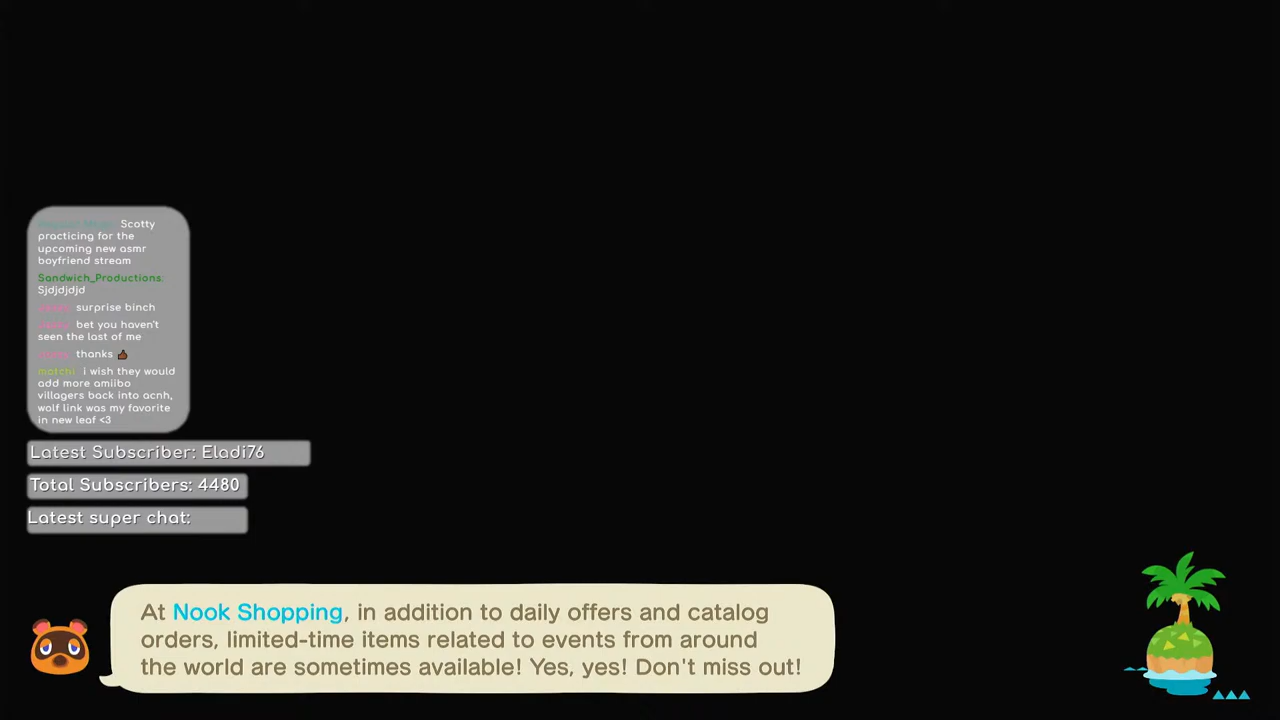 Scotty
practicing for the
upcoming new asmr
boyfriend stream
Sandwich_Productions:
Sjdjdjdjd
surprise binch
bet you haven't
seen the last of me
thanks
matchi i wish they would
add more amiibo
villagers back into acnh,
wolf link was my favorite
in new leaf <3
Latest Subscriber: Eladi76
Total Subscribers: 4480
Latest super chat:
At Nook Shopping, in addition to daily offers and catalog
orders, limited-time items related to events from around
the world are sometimes available! Yes, yes! Don't miss out!